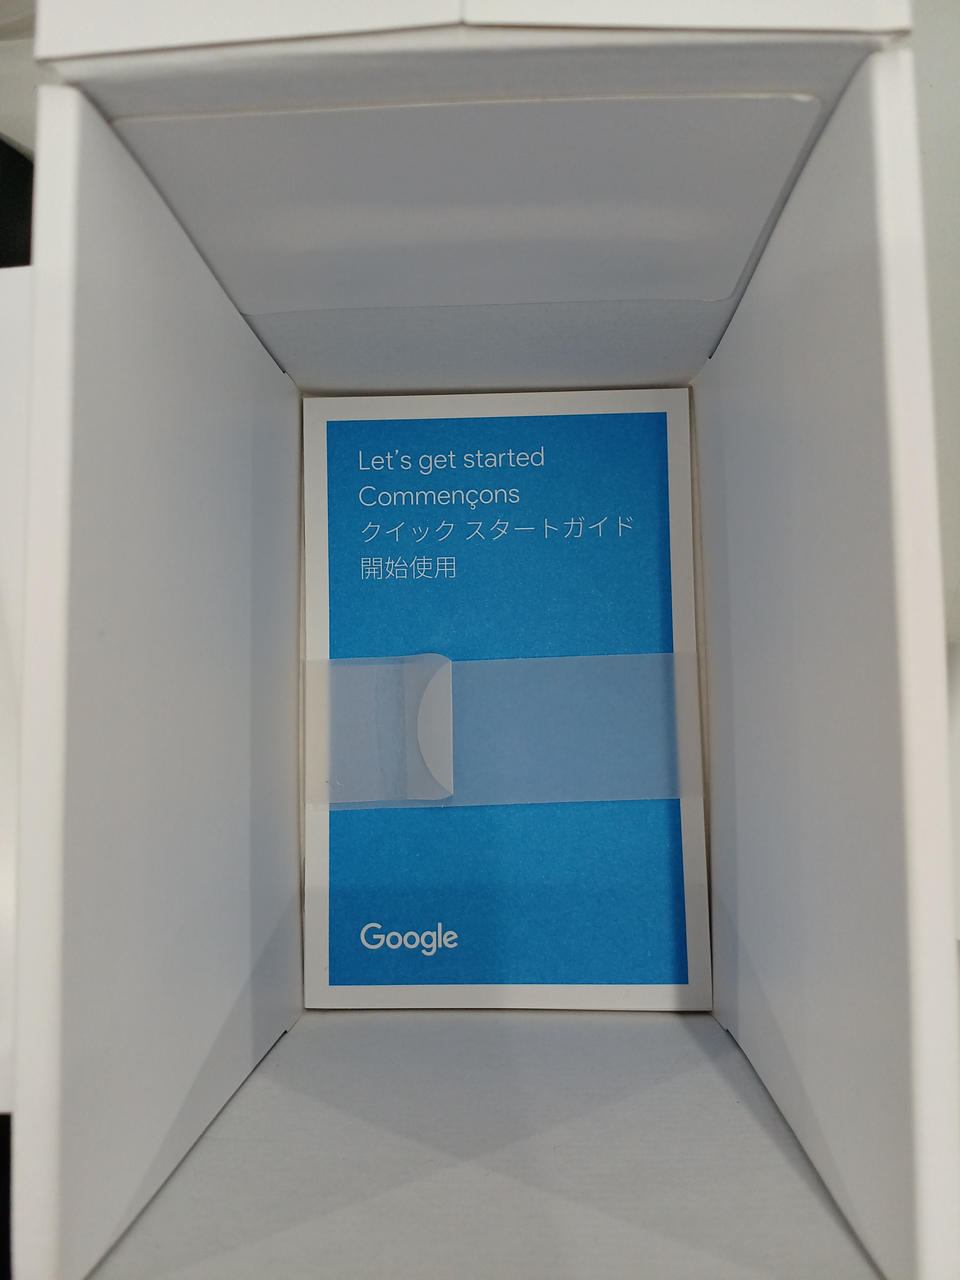 Let's get started
Commençons
クイック スタートガイド
開始使用
Google